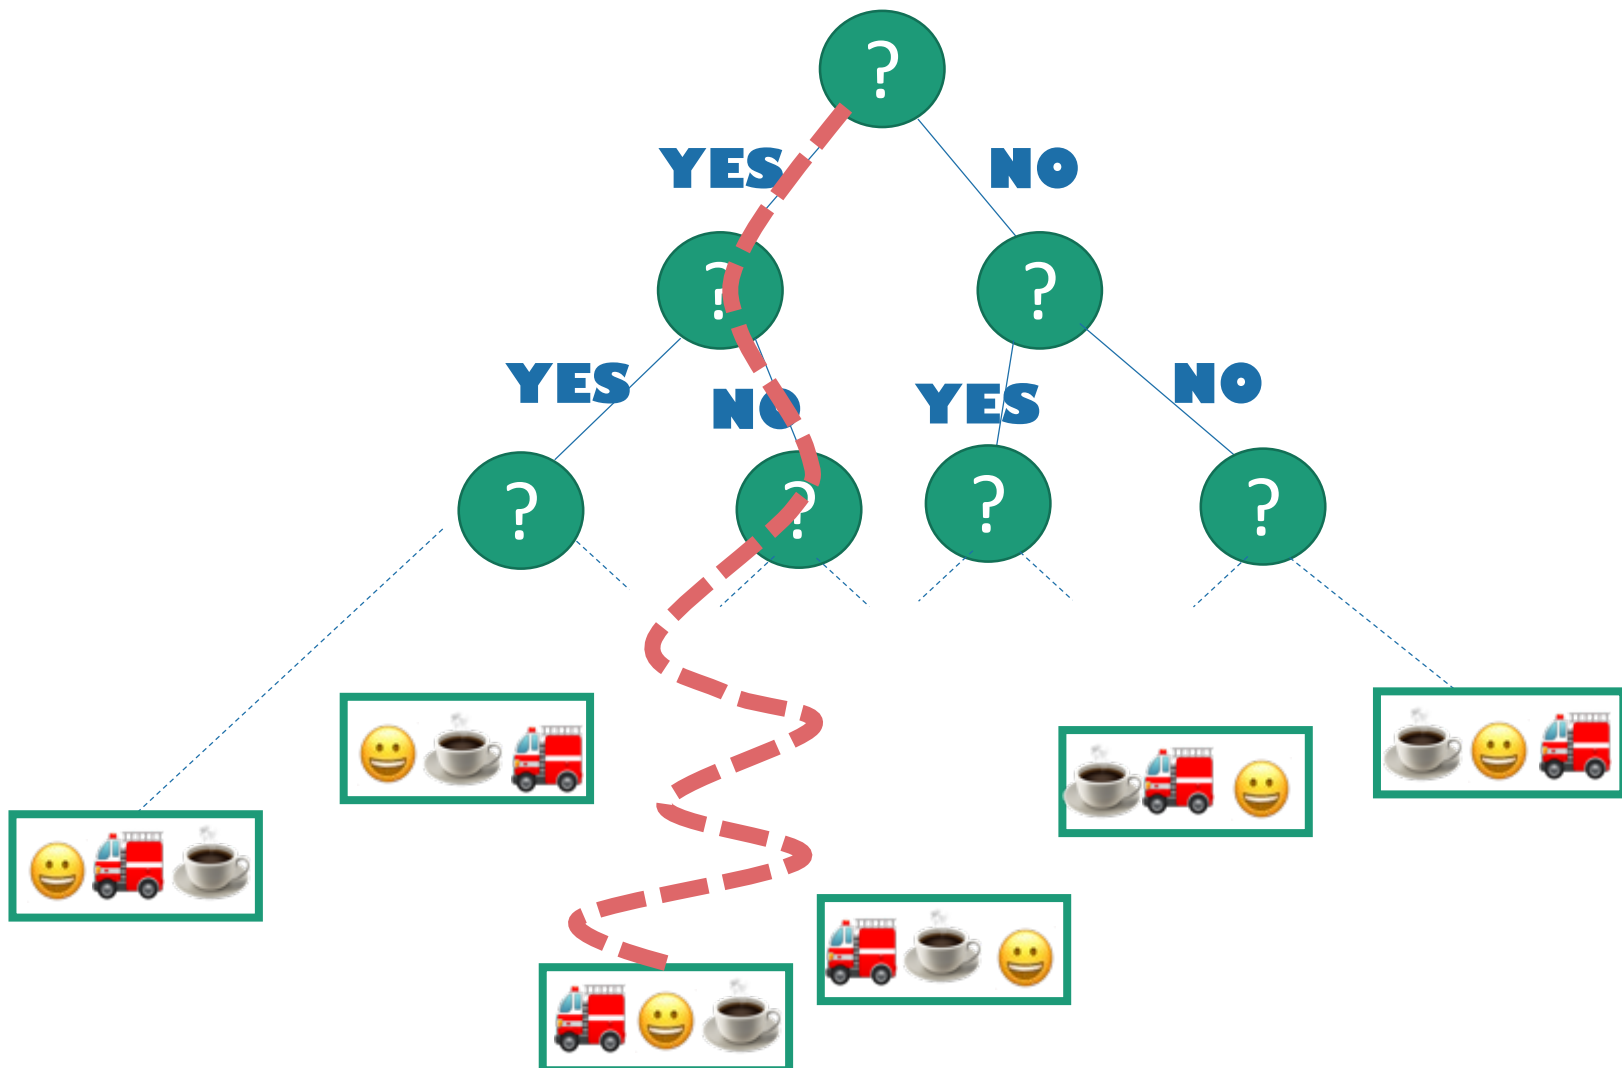 ?
YES NO
? ?
YES NO YES NO
? ? ? ?